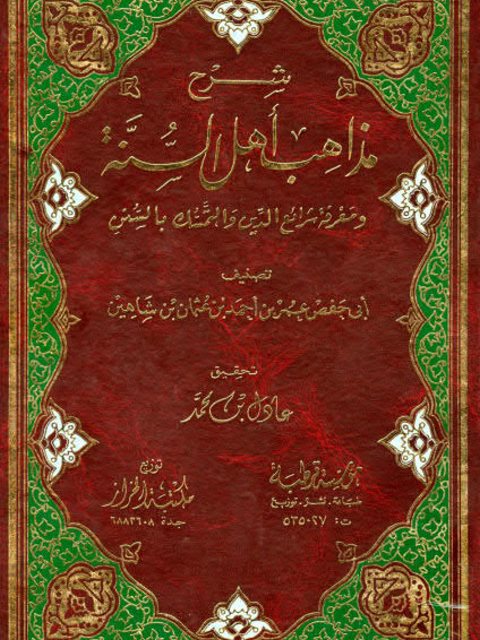 شرح
مذاهب أهل السنة
ومعرفة شرائع الدين والتمسك بالسنن
تصنيف
أبي حفص عمر بن أحمد بن عثمان بن شاهين
تحقيق
عادل بن محمد
مؤسسة قرطبة
طباعة . نشر . توزيع
ت : ٥٣٥٠٢٧
توزيع
مكتبة الخراز
جدة ٦٨٨٣٦٠٨